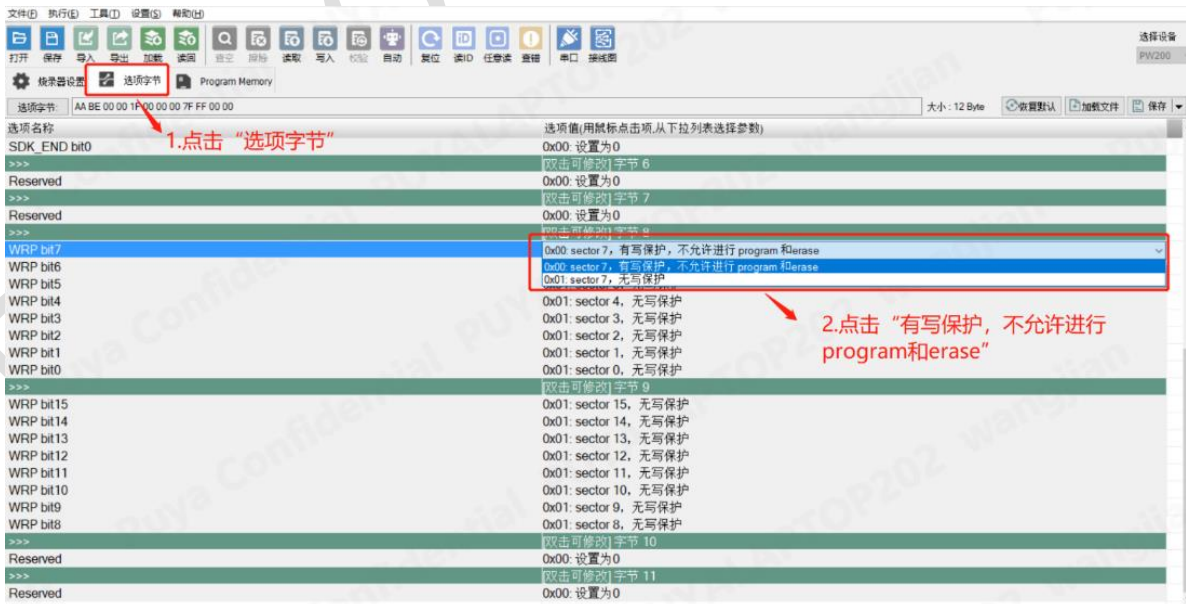 文件(F) 执行(E) 工具(T) 设置(S) 帮助(H)
打开 保存 导入 导出 加载 读回 查空 擦除 读取 写入 校验 自动 复位 读ID 任意读 查错 串口 接线图
选择设备
PW200
烧录器设置 选项字节 Program Memory
选项字节: AA BE 00 00 1F 00 00 00 7F FF 00 00 大小 : 12 Byte 恢复默认 加载文件 保存
1.点击“选项字节”
选项名称 选项值(用鼠标点击项,从下拉列表选择参数)
SDK_END bit0 0x00: 设置为0
>>> [双击可修改] 字节 6
Reserved 0x00: 设置为0
>>> [双击可修改] 字节 7
Reserved 0x00: 设置为0
>>> [双击可修改] 字节 8
WRP bit7 0x00: sector 7，有写保护，不允许进行 program 和erase
WRP bit6 0x00: sector 7，有写保护，不允许进行 program 和erase
WRP bit5 0x01: sector 7，无写保护
WRP bit4 0x01: sector 4，无写保护
WRP bit3 0x01: sector 3，无写保护
WRP bit2 0x01: sector 2，无写保护
WRP bit1 0x01: sector 1，无写保护
WRP bit0 0x01: sector 0，无写保护
2.点击“有写保护，不允许进行
program和erase”
>>> [双击可修改] 字节 9
WRP bit15 0x01: sector 15，无写保护
WRP bit14 0x01: sector 14，无写保护
WRP bit13 0x01: sector 13，无写保护
WRP bit12 0x01: sector 12，无写保护
WRP bit11 0x01: sector 11，无写保护
WRP bit10 0x01: sector 10，无写保护
WRP bit9 0x01: sector 9，无写保护
WRP bit8 0x01: sector 8，无写保护
>>> [双击可修改] 字节 10
Reserved 0x00: 设置为0
>>> [双击可修改] 字节 11
Reserved 0x00: 设置为0